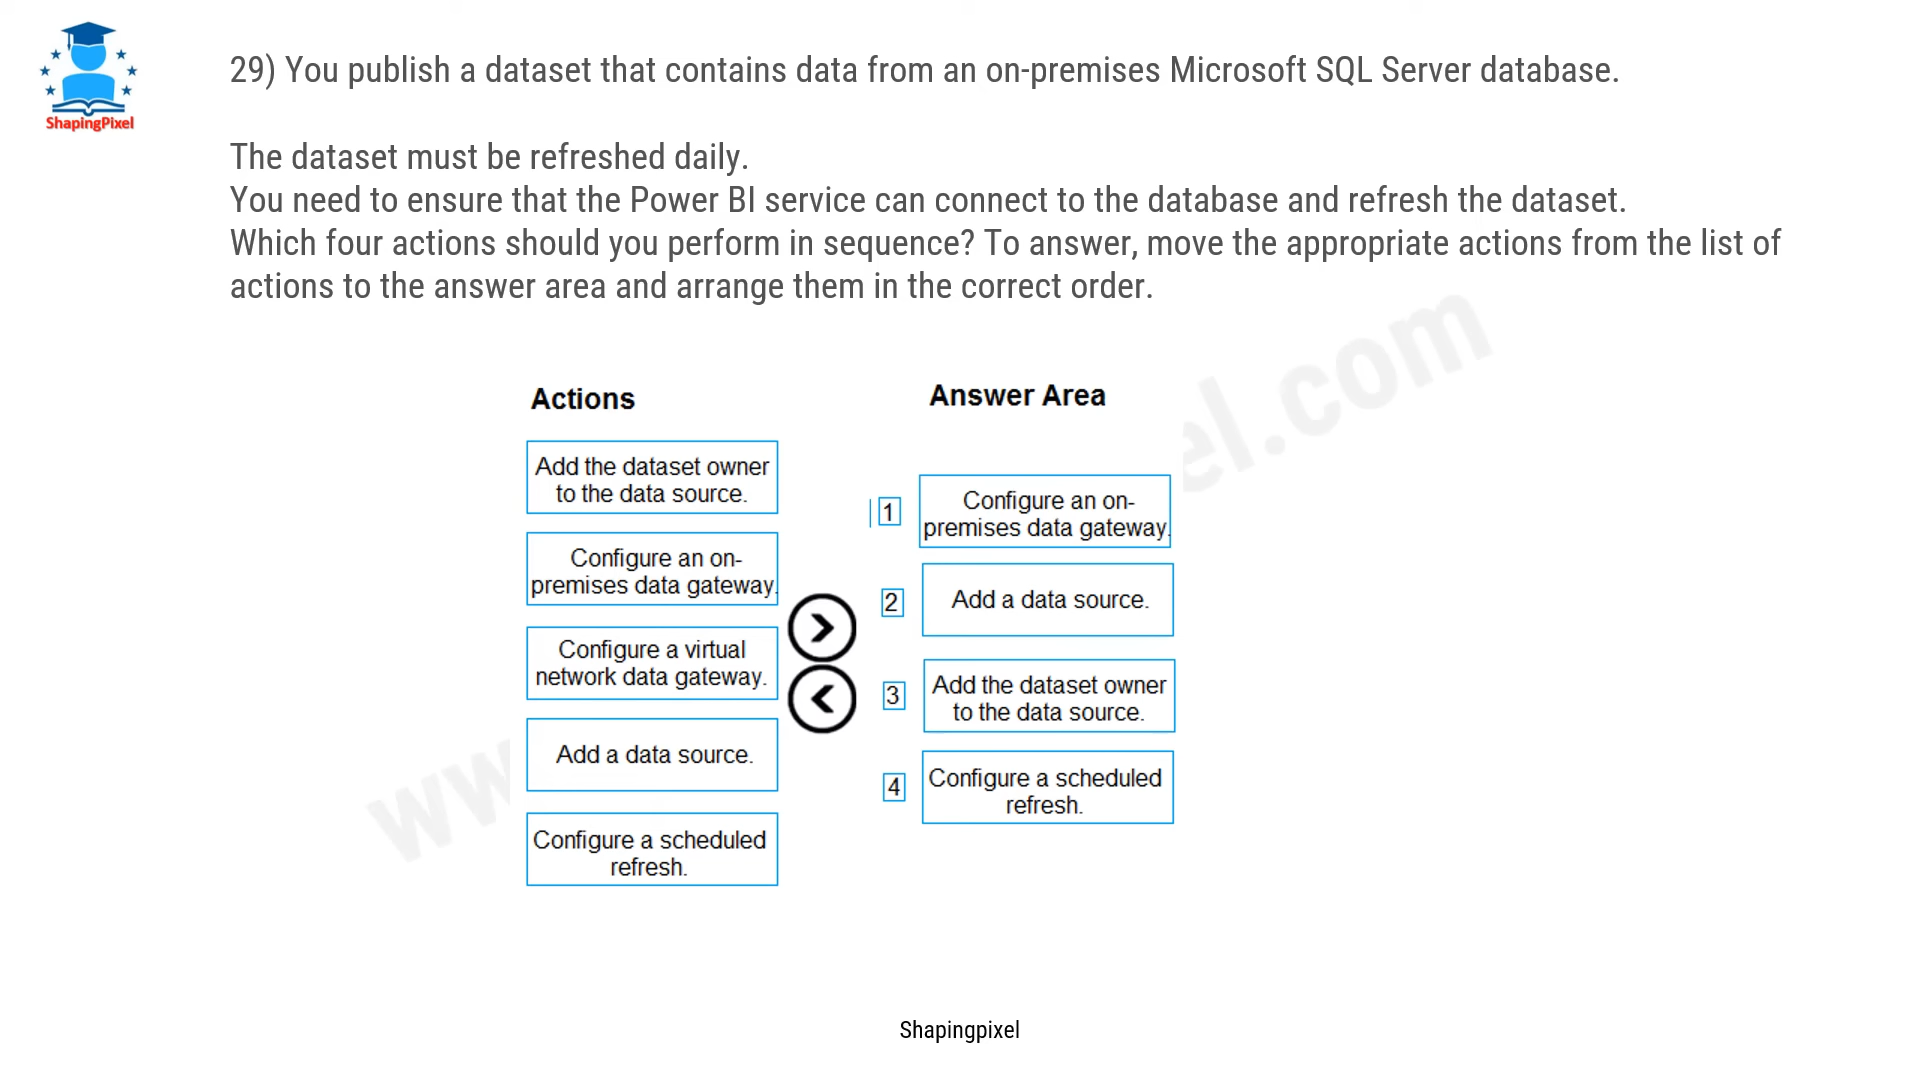 ShapingPixel
29) You publish a dataset that contains data from an on-premises Microsoft SQL Server database.
The dataset must be refreshed daily.
You need to ensure that the Power BI service can connect to the database and refresh the dataset.
Which four actions should you perform in sequence? To answer, move the appropriate actions from the list of
actions to the answer area and arrange them in the correct order.
Actions
Add the dataset owner
to the data source.
Configure an on-
premises data gateway.
Configure a virtual
network data gateway.
Add a data source.
Configure a scheduled
refresh.
Answer Area
1
Configure an on-
premises data gateway.
2
Add a data source.
3
Add the dataset owner
to the data source.
4
Configure a scheduled
refresh.
ww
el.com
Shapingpixel